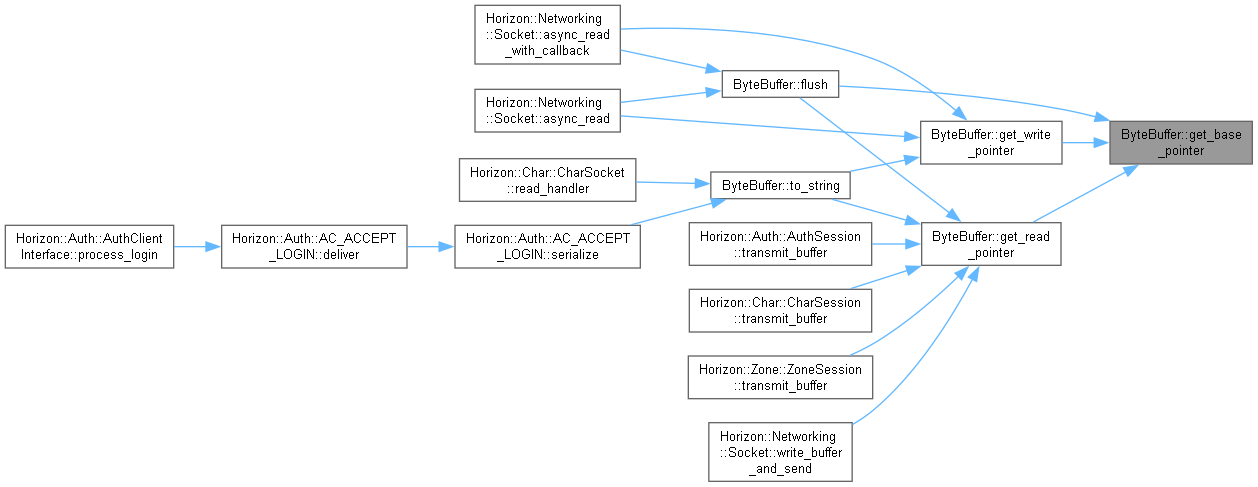 Horizon::Networking
::Socket::async_read
_with_callback
ByteBuffer::flush
Horizon::Networking
::Socket::async_read
ByteBuffer::get_write
_pointer
ByteBuffer::get_base
_pointer
Horizon::Char::CharSocket
::read_handler
ByteBuffer::to_string
Horizon::Auth::AuthClient
Interface::process_login
Horizon::Auth::AC_ACCEPT
_LOGIN::deliver
Horizon::Auth::AC_ACCEPT
_LOGIN::serialize
Horizon::Auth::AuthSession
::transmit_buffer
ByteBuffer::get_read
_pointer
Horizon::Char::CharSession
::transmit_buffer
Horizon::Zone::ZoneSession
::transmit_buffer
Horizon::Networking
::Socket::write_buffer
_and_send